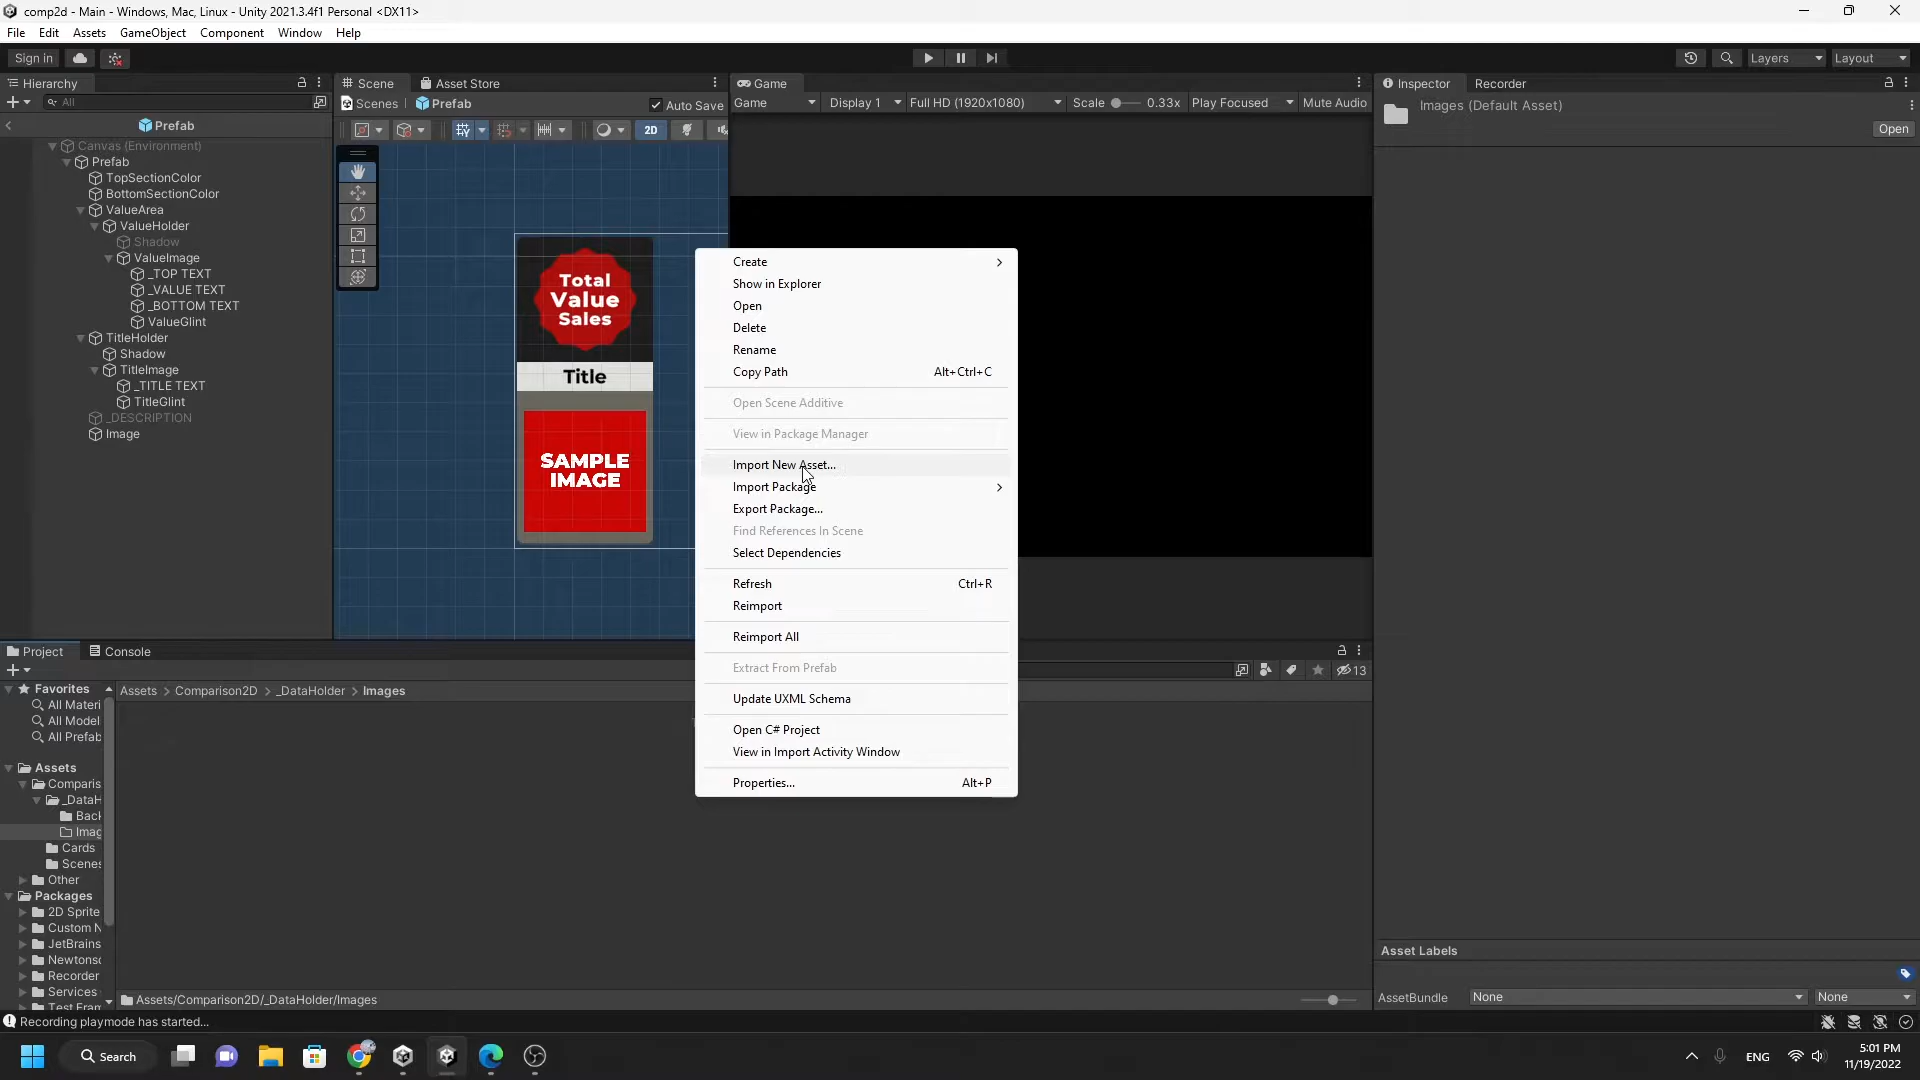 comp2d - Main - Windows, Mac, Linux - Unity 2021.3.4f1 Personal <DX11>
File Edit Assets GameObject Component Window Help
Sign in Layers Layout
Hierarchy Scene Asset Store Game Inspector Recorder
All Scenes Prefab Auto Save Game Display 1 Full HD (1920x1080) Scale 0.33x Play Focused Mute Audio Images (Default Asset)
Open
Prefab 2D
Canvas (Environment)
Prefab
TopSectionColor
BottomSectionColor
ValueArea
ValueHolder
Shadow
ValueImage
_TOP TEXT
_VALUE TEXT
_BOTTOM TEXT
ValueGlint
TitleHolder
Shadow
TitleImage
_TITLE TEXT
TitleGlint
_DESCRIPTION
Image
Total
Value
Sales
Title
SAMPLE
IMAGE
Create
Show in Explorer
Open
Delete
Rename
Copy Path Alt+Ctrl+C
Open Scene Additive
View in Package Manager
Import New Asset...
Import Package
Export Package...
Find References In Scene
Select Dependencies
Refresh Ctrl+R
Reimport
Reimport All
Extract From Prefab
Update UXML Schema
Open C# Project
View in Import Activity Window
Properties... Alt+P
Project Console
13
Favorites
All Materi
All Model
All Prefab
Assets
Comparis
_DataH
Back
Imag
Cards
Scenes
Other
Packages
2D Sprite
Custom N
JetBrains
Newtonso
Recorder
Services
Test Fram
Assets > Comparison2D > _DataHolder > Images
Assets/Comparison2D/_DataHolder/Images
Asset Labels
AssetBundle None None
Recording playmode has started...
Search
ENG
5:01 PM
11/19/2022